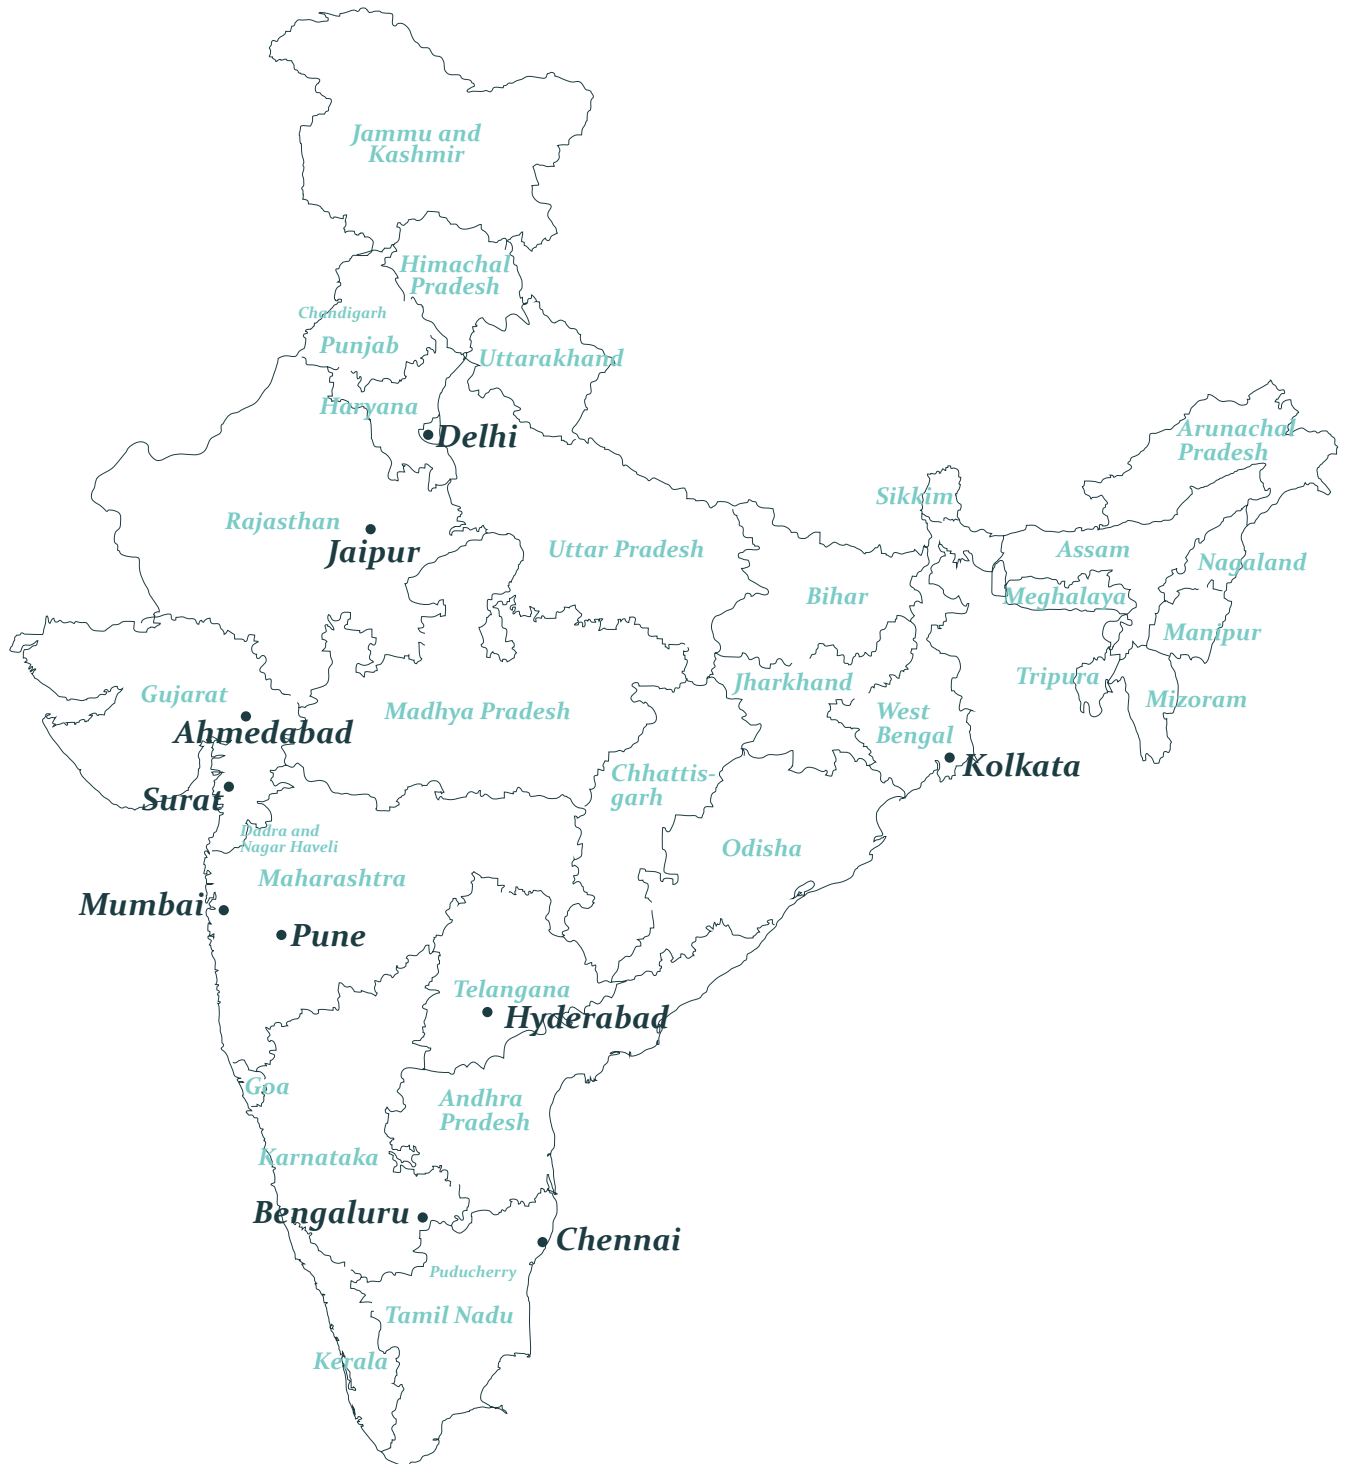 Jammu and
Kashmir
Himachal
Pradesh
Chandigarh
Punjab
Uttarakhand
Haryana
Delhi
Arunachal
Pradesh
Sikkim
Rajasthan
Jaipur
Uttar Pradesh
Assam
Nagaland
Bihar
Meghalaya
Manipur
Tripura
Jharkhand
Gujarat
Mizoram
Madhya Pradesh
West
Bengal
Ahmedabad
Kolkata
Chhattis-
garh
Surat
Dadra and
Nagar Haveli
Odisha
Maharashtra
Mumbai
Pune
Telangana
Hyderabad
Goa
Andhra
Pradesh
Karnataka
Bengaluru
Chennai
Puducherry
Tamil Nadu
Kerala